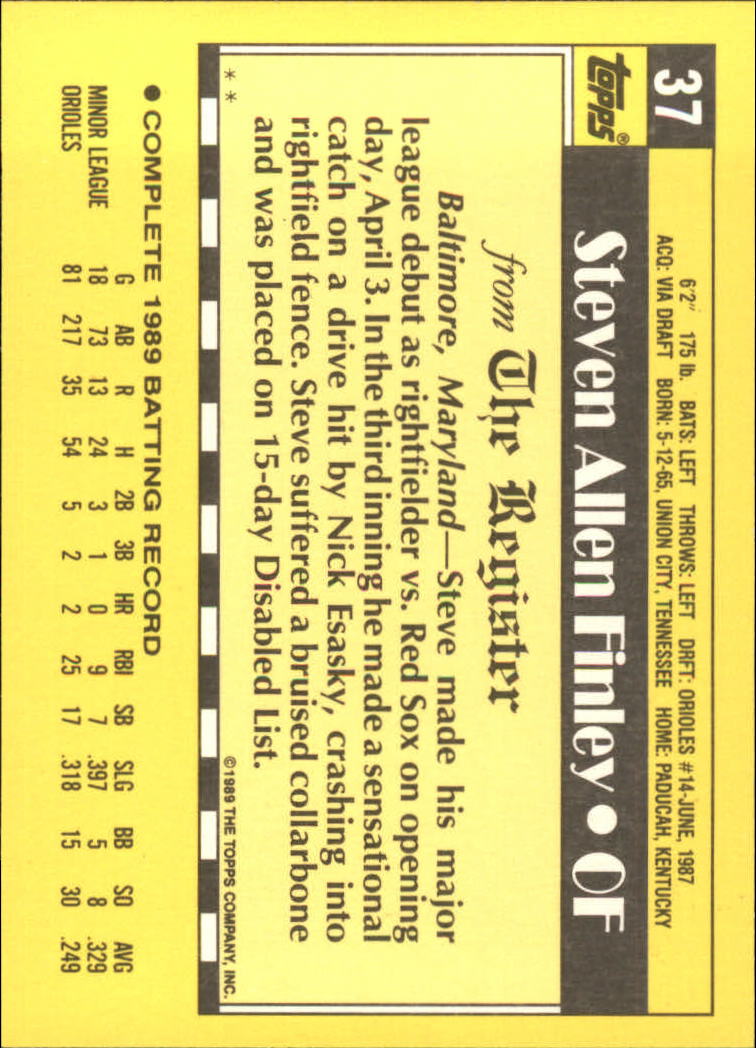 37
6'2" 175 lb. BATS: LEFT THROWS: LEFT DRFT: ORIOLES #14-JUNE, 1987
ACQ: VIA DRAFT BORN: 5-12-65, UNION CITY, TENNESSEE HOME: PADUCAH, KENTUCKY
topps®
Steven Allen Finley • OF
from The Register
Baltimore, Maryland—Steve made his major
league debut as rightfielder vs. Red Sox on opening
day, April 3. In the third inning he made a sensational
catch on a drive hit by Nick Esasky, crashing into
rightfield fence. Steve suffered a bruised collarbone
and was placed on 15-day Disabled List.
* * ©1989 THE TOPPS COMPANY, INC.
• COMPLETE 1989 BATTING RECORD
G AB R H 2B 3B HR RBI SB SLG BB SO AVG
MINOR LEAGUE 18 73 13 24 3 1 0 9 7 .397 5 8 .329
ORIOLES 81 217 35 54 5 2 2 25 17 .318 15 30 .249